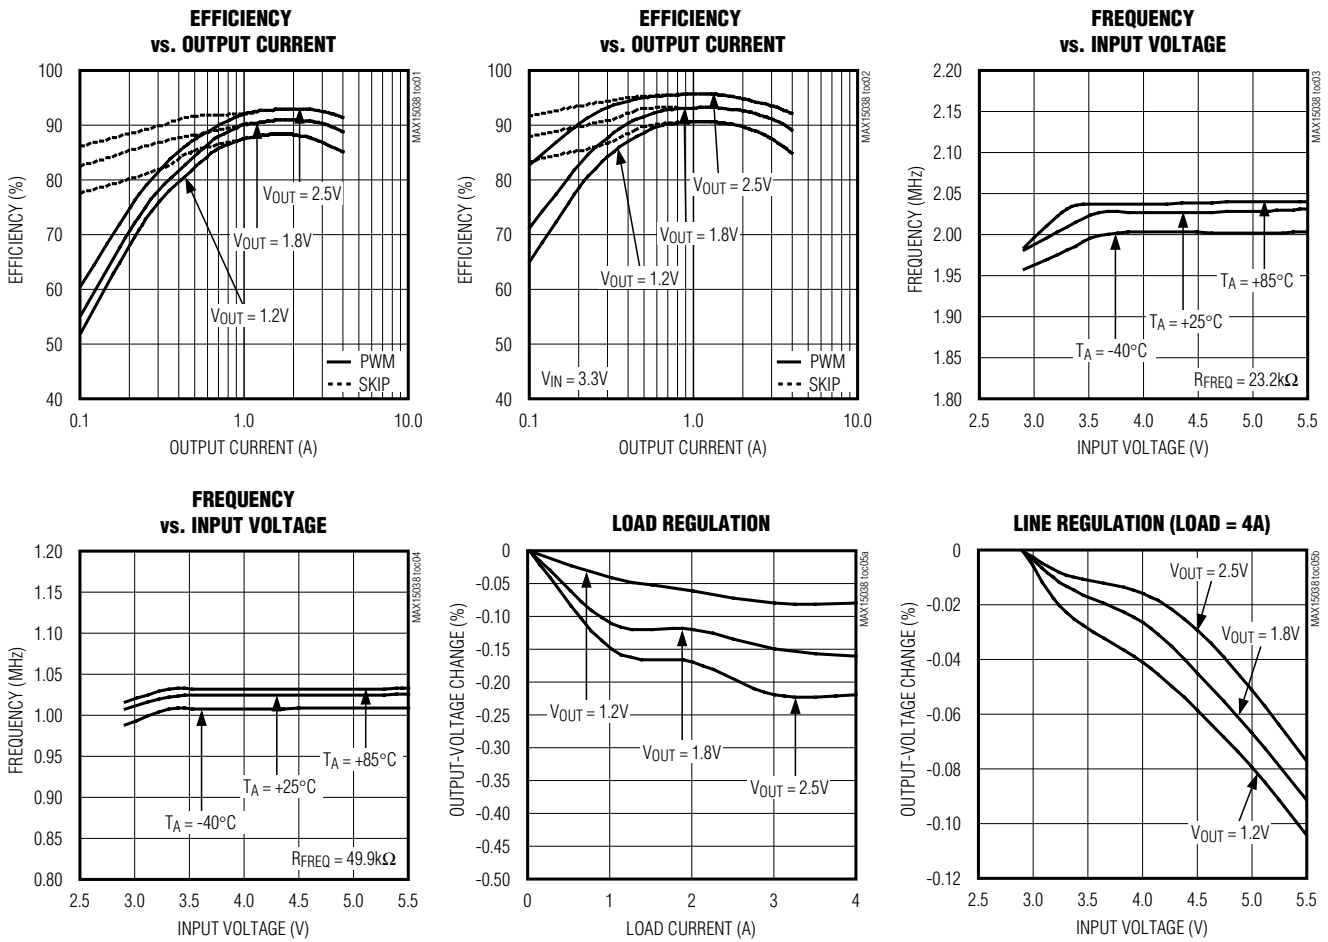 EFFICIENCY
vs. OUTPUT CURRENT
100
90
80
70
60
50
40
EFFICIENCY (%)
MAX15038 toc01
VOUT = 2.5V
VOUT = 1.8V
VOUT = 1.2V
PWM
SKIP
0.1
1.0
10.0
OUTPUT CURRENT (A)
EFFICIENCY
vs. OUTPUT CURRENT
100
90
80
70
60
50
40
EFFICIENCY (%)
MAX15038 toc02
VOUT = 2.5V
VOUT = 1.8V
VOUT = 1.2V
VIN = 3.3V
PWM
SKIP
0.1
1.0
10.0
OUTPUT CURRENT (A)
FREQUENCY
vs. INPUT VOLTAGE
2.20
2.15
2.10
2.05
2.00
1.95
1.90
1.85
1.80
FREQUENCY (MHz)
MAX15038 toc03
TA = +85°C
TA = +25°C
TA = -40°C
RFREQ = 23.2kΩ
2.5
3.0
3.5
4.0
4.5
5.0
5.5
INPUT VOLTAGE (V)
FREQUENCY
vs. INPUT VOLTAGE
1.20
1.15
1.10
1.05
1.00
0.95
0.90
0.85
0.80
FREQUENCY (MHz)
MAX15038 toc04
TA = +85°C
TA = +25°C
TA = -40°C
RFREQ = 49.9kΩ
2.5
3.0
3.5
4.0
4.5
5.0
5.5
INPUT VOLTAGE (V)
LOAD REGULATION
0
-0.05
-0.10
-0.15
-0.20
-0.25
-0.30
-0.35
-0.40
-0.45
-0.50
OUTPUT-VOLTAGE CHANGE (%)
MAX15038 toc05a
VOUT = 1.2V
VOUT = 1.8V
VOUT = 2.5V
0
1
2
3
4
LOAD CURRENT (A)
LINE REGULATION (LOAD = 4A)
0
-0.02
-0.04
-0.06
-0.08
-0.10
-0.12
OUTPUT-VOLTAGE CHANGE (%)
MAX15038 toc05b
VOUT = 2.5V
VOUT = 1.8V
VOUT = 1.2V
2.5
3.0
3.5
4.0
4.5
5.0
5.5
INPUT VOLTAGE (V)